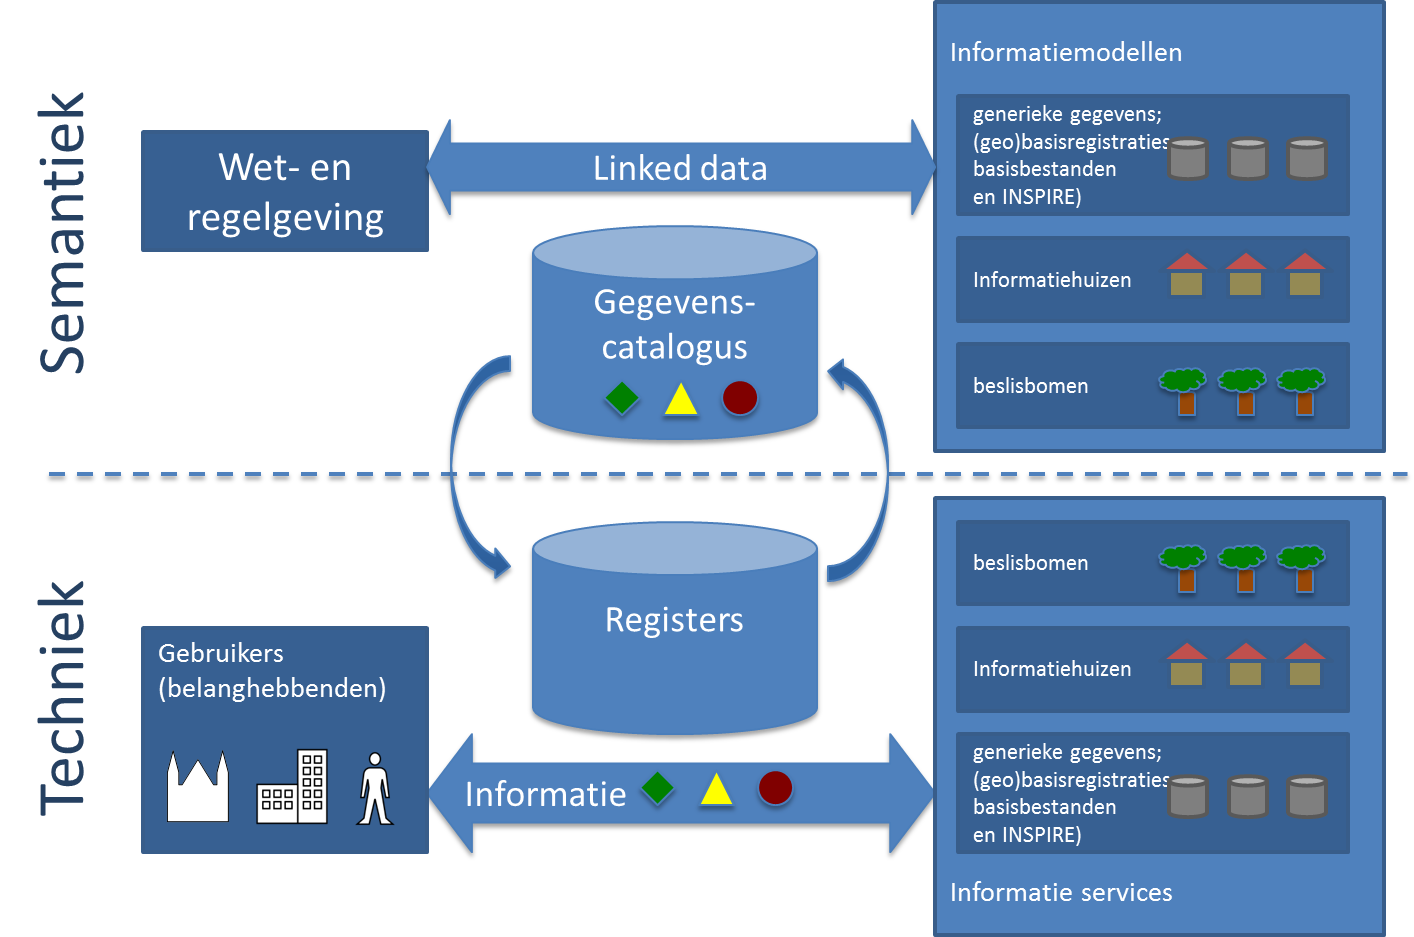 Semantiek
Wet- en
regelgeving
Linked data
Gegevens-
catalogus
Informatiemodellen
generieke gegevens;
(geo)basisregistraties
basisbestanden
en INSPIRE)
Informatiehuizen
beslisbomen
Techniek
Gebruikers
(belanghebbenden)
Registers
Informatie
beslisbomen
Informatiehuizen
generieke gegevens;
(geo)basisregistraties
basisbestanden
en INSPIRE)
Informatie services